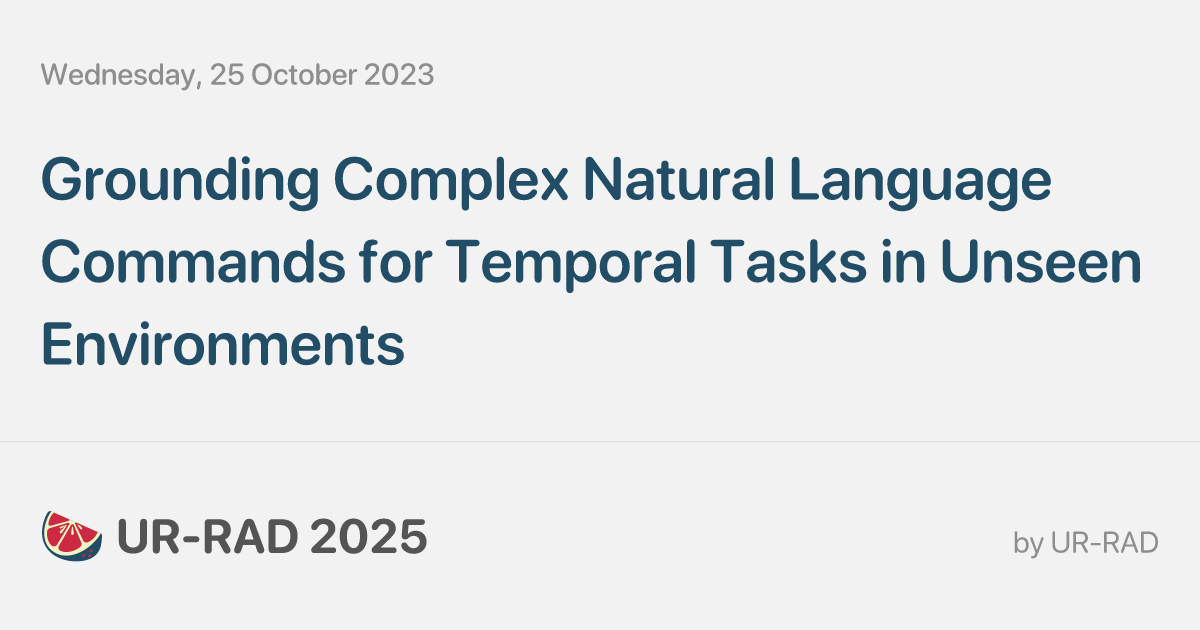 Wednesday, 25 October 2023
Grounding Complex Natural Language
Commands for Temporal Tasks in Unseen
Environments
UR-RAD 2025
by UR-RAD